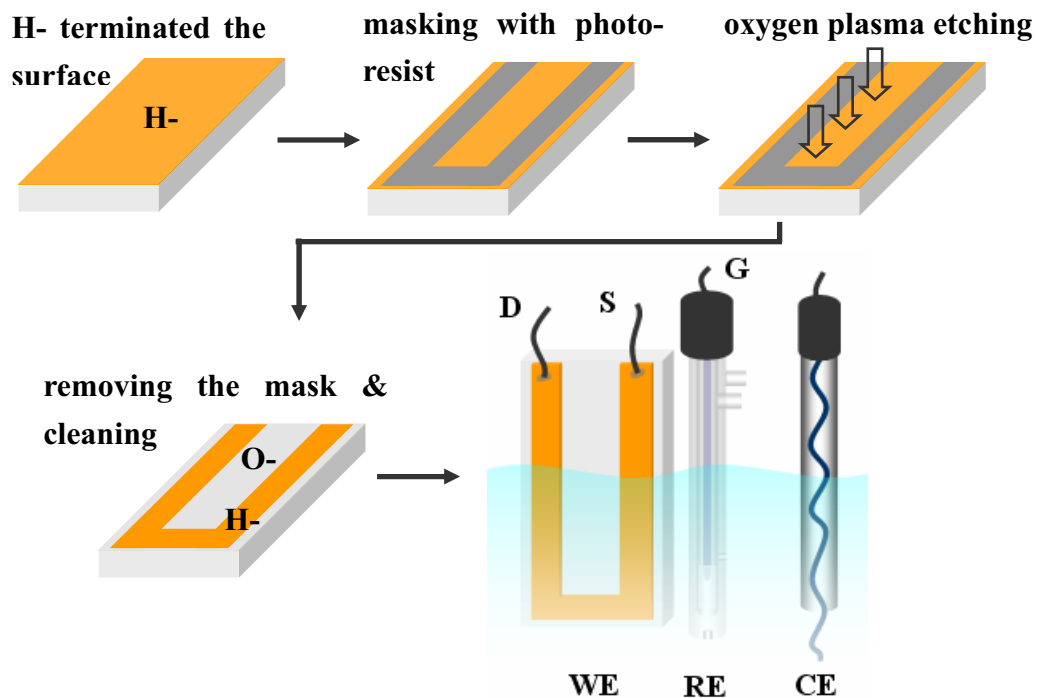 H- terminated the
surface
H-
masking with photo-
resist
oxygen plasma etching
removing the mask &
cleaning
O-
H-
D
S
G
WE
RE
CE